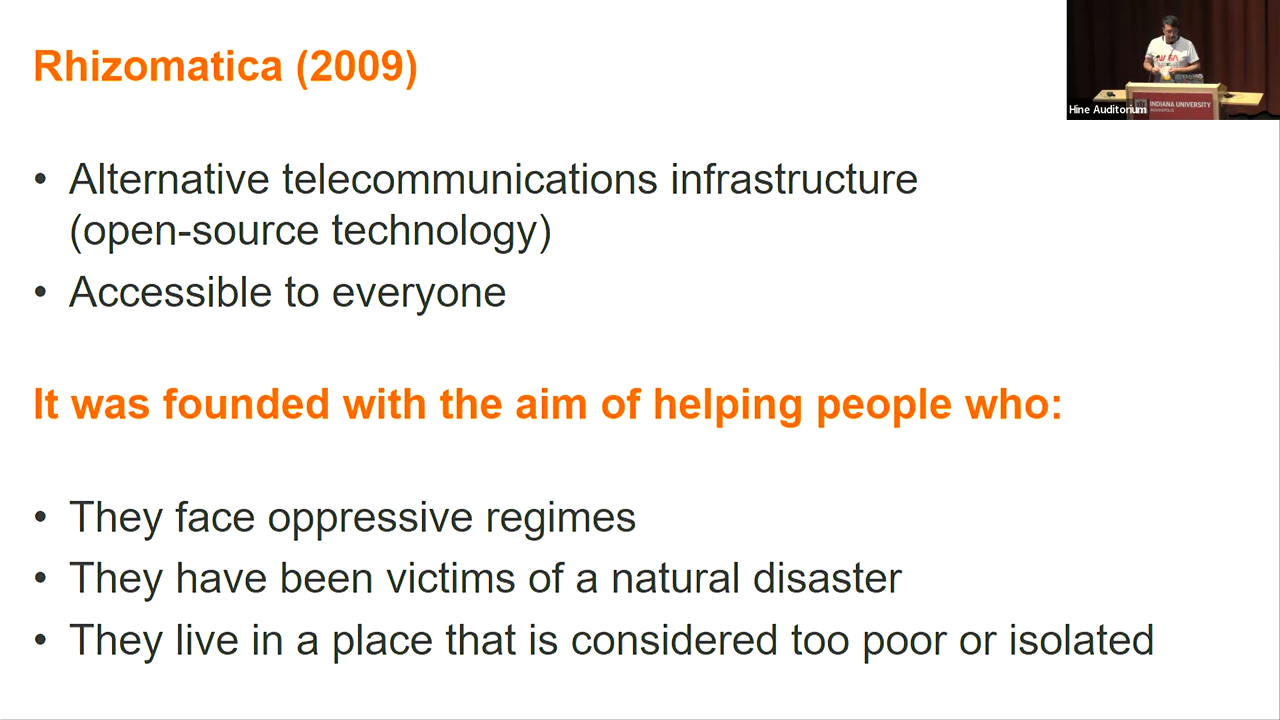 Rhizomatica (2009)
• Alternative telecommunications infrastructure
(open-source technology)
• Accessible to everyone
It was founded with the aim of helping people who:
• They face oppressive regimes
• They have been victims of a natural disaster
• They live in a place that is considered too poor or isolated
Hine Auditorium
INDIANA UNIVERSITY